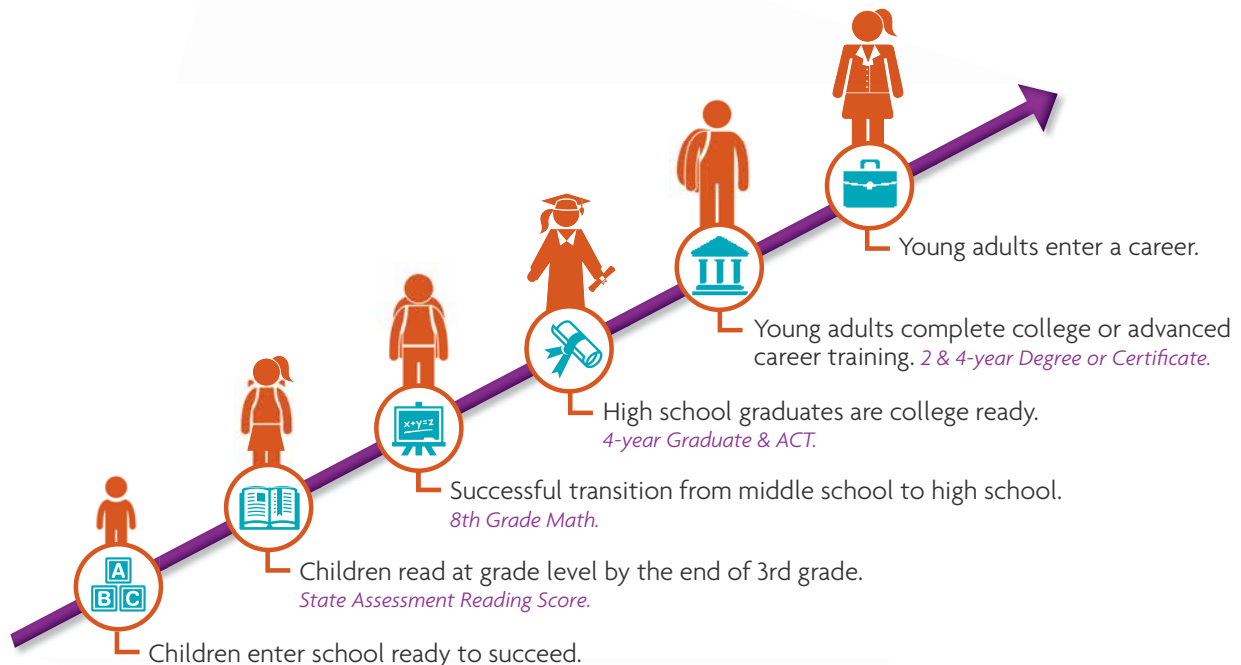 Young adults enter a career.
Young adults complete college or advanced
career training. 2 & 4-year Degree or Certificate.
High school graduates are college ready.
4-year Graduate & ACT.
x+y=z
Successful transition from middle school to high school.
8th Grade Math.
Children read at grade level by the end of 3rd grade.
State Assessment Reading Score.
A
B C
Children enter school ready to succeed.